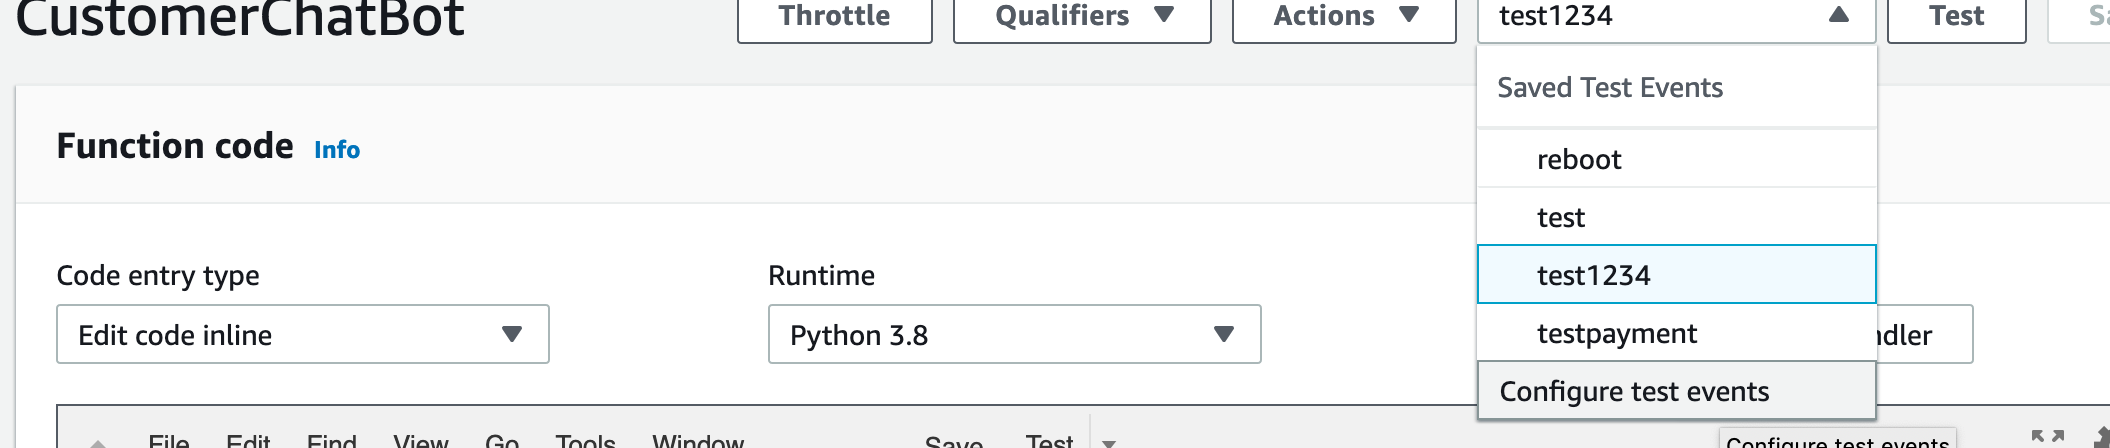 CustomerChatBot
Throttle
Qualifiers
Actions
test1234
Test
Saved Test Events
reboot
test
test1234
testpayment
Configure test events
Function code Info
Code entry type
Edit code inline
Runtime
Python 3.8
ndler
File Edit Find View Go Tools Window Save Test
Configure test events